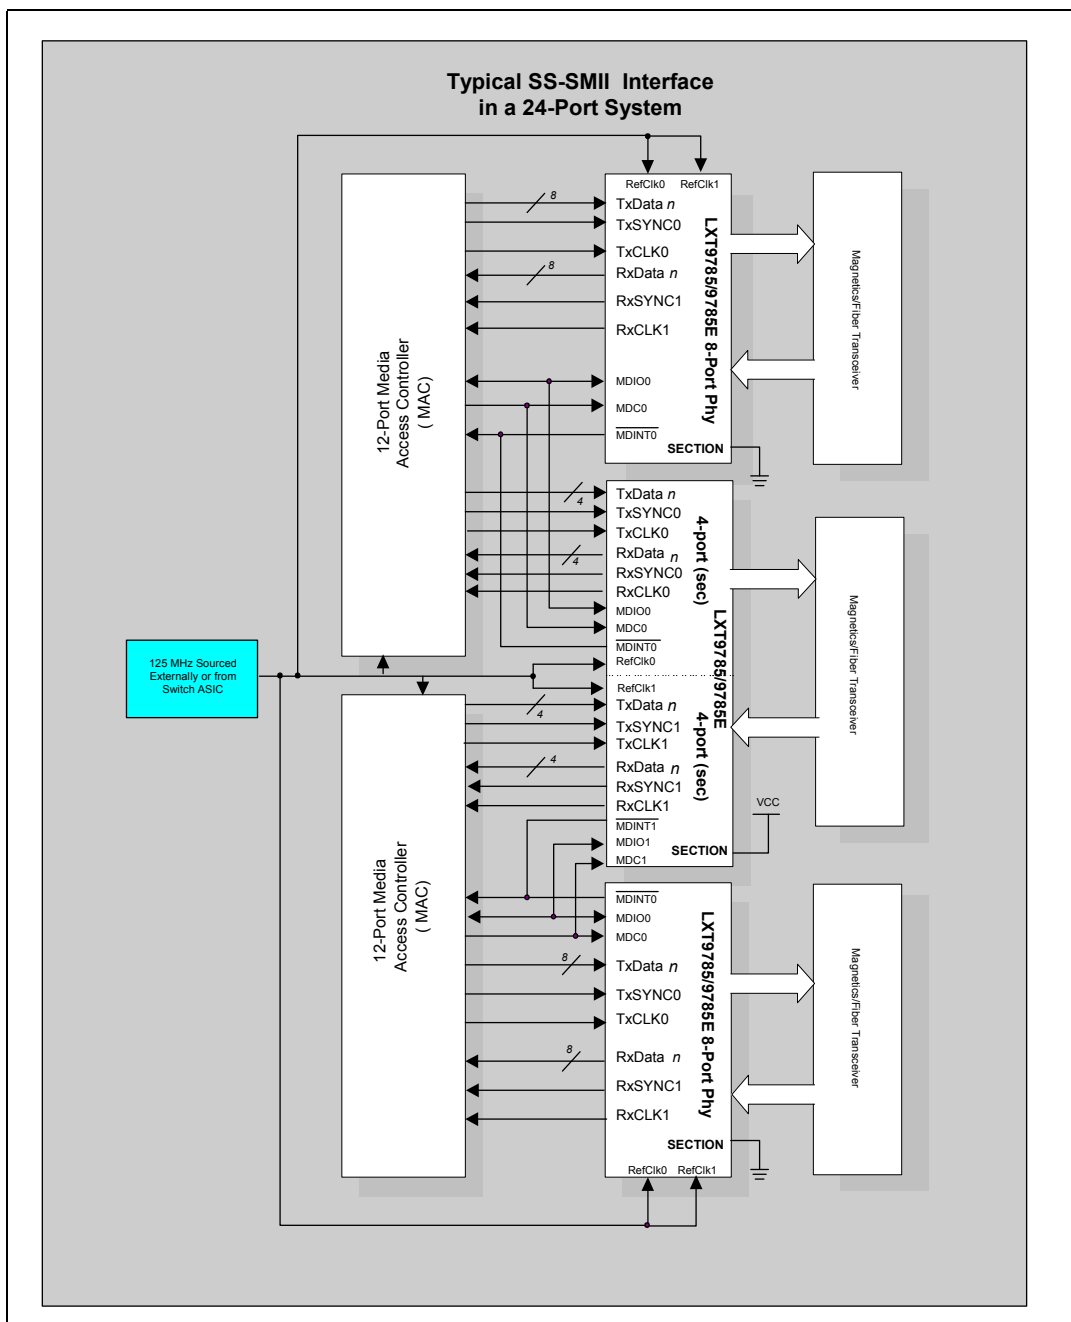 Typical SS-SMII Interface
in a 24-Port System
RefClk0
RefClk1
TxData n
8
TxSYNC0
TxCLK0
RxData n
8
RxSYNC1
RxCLK1
MDIO0
MDC0
MDINT0
SECTION
LXT9785/9785E 8-Port Phy
Magnetics/Fiber Transceiver
12-Port Media
Access Controller
( MAC)
TxData n
4
TxSYNC0
TxCLK0
RxData n
4
RxSYNC0
RxCLK0
MDIO0
MDC0
MDINT0
RefClk0
4-port (sec)
LXT9785/9785E
Magnetics/Fiber Transceiver
125 MHz Sourced
Externally or from
Switch ASIC
RefClk1
TxData n
4
TxSYNC1
TxCLK1
RxData n
4
RxSYNC1
RxCLK1
MDINT1
MDIO1
MDC1
4-port (sec)
SECTION
VCC
12-Port Media
Access Controller
( MAC)
MDINT0
MDIO0
MDC0
8
TxData n
TxSYNC0
TxCLK0
8
RxData n
RxSYNC1
RxCLK1
SECTION
RefClk0
RefClk1
LXT9785/9785E 8-Port Phy
Magnetics/Fiber Transceiver